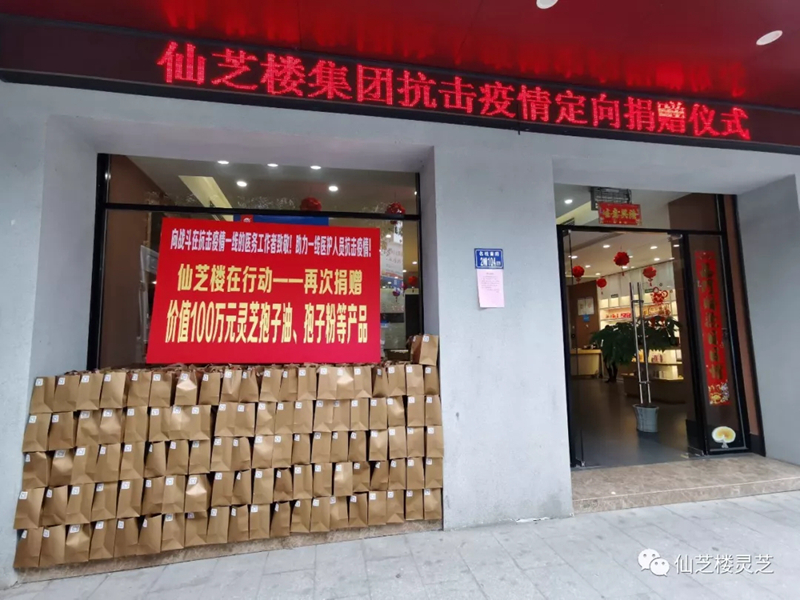 仙芝楼集团抗击疫情定向捐赠仪式
向战斗在抗击疫情一线的医务工作者致敬！助力一线医护人员抗击疫情！
仙芝楼在行动——再次捐赠
价值100万元灵芝孢子油、孢子粉等产品
仙芝楼灵芝